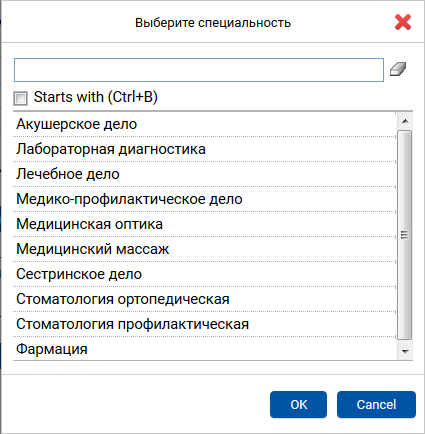 Выберите специальность
Starts with (Ctrl+B)
Акушерское дело
Лабораторная диагностика
Лечебное дело
Медико-профилактическое дело
Медицинская оптика
Медицинский массаж
Сестринское дело
Стоматология ортопедическая
Стоматология профилактическая
Фармация
OK
Cancel